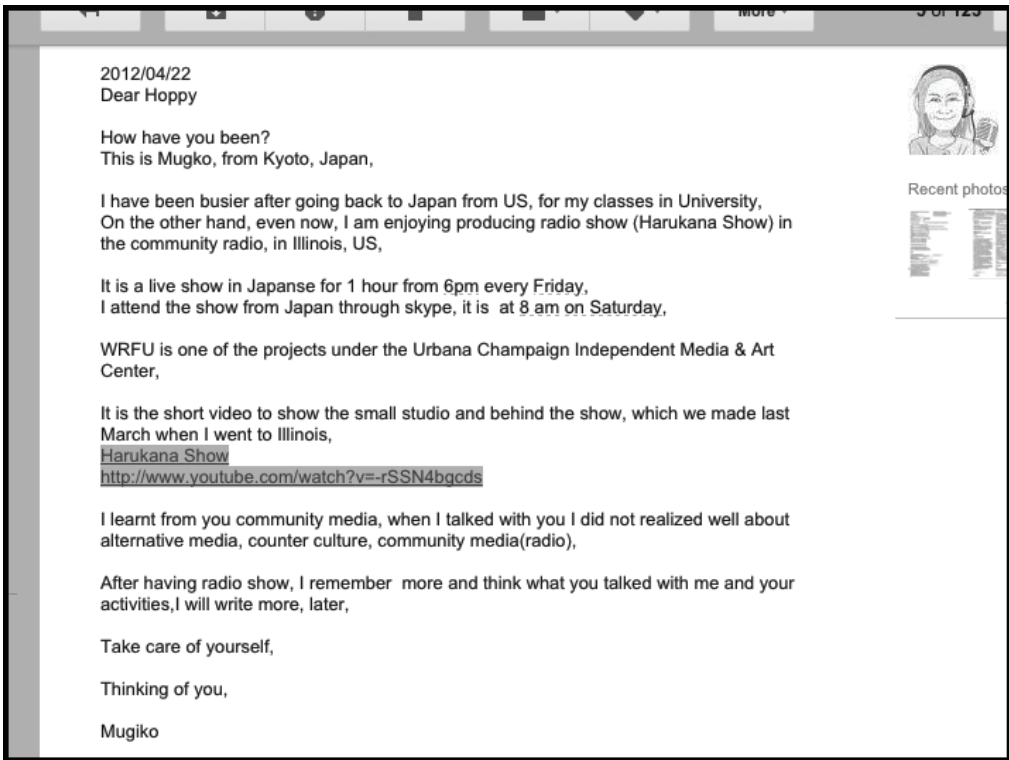 More
5 of 123
2012/04/22
Dear Hoppy
How have you been?
This is Mugko, from Kyoto, Japan,
I have been busier after going back to Japan from US, for my classes in University,
On the other hand, even now, I am enjoying producing radio show (Harukana Show) in
the community radio, in Illinois, US,
It is a live show in Japanse for 1 hour from 6pm every Friday,
I attend the show from Japan through skype, it is  at 8 am on Saturday,
WRFU is one of the projects under the Urbana Champaign Independent Media & Art
Center,
It is the short video to show the small studio and behind the show, which we made last
March when I went to Illinois,
Harukana Show
http://www.youtube.com/watch?v=-rSSN4bgcds
I learnt from you community media, when I talked with you I did not realized well about
alternative media, counter culture, community media(radio),
After having radio show, I remember  more and think what you talked with me and your
activities,I will write more, later,
Take care of yourself,
Thinking of you,
Mugiko
Recent photos